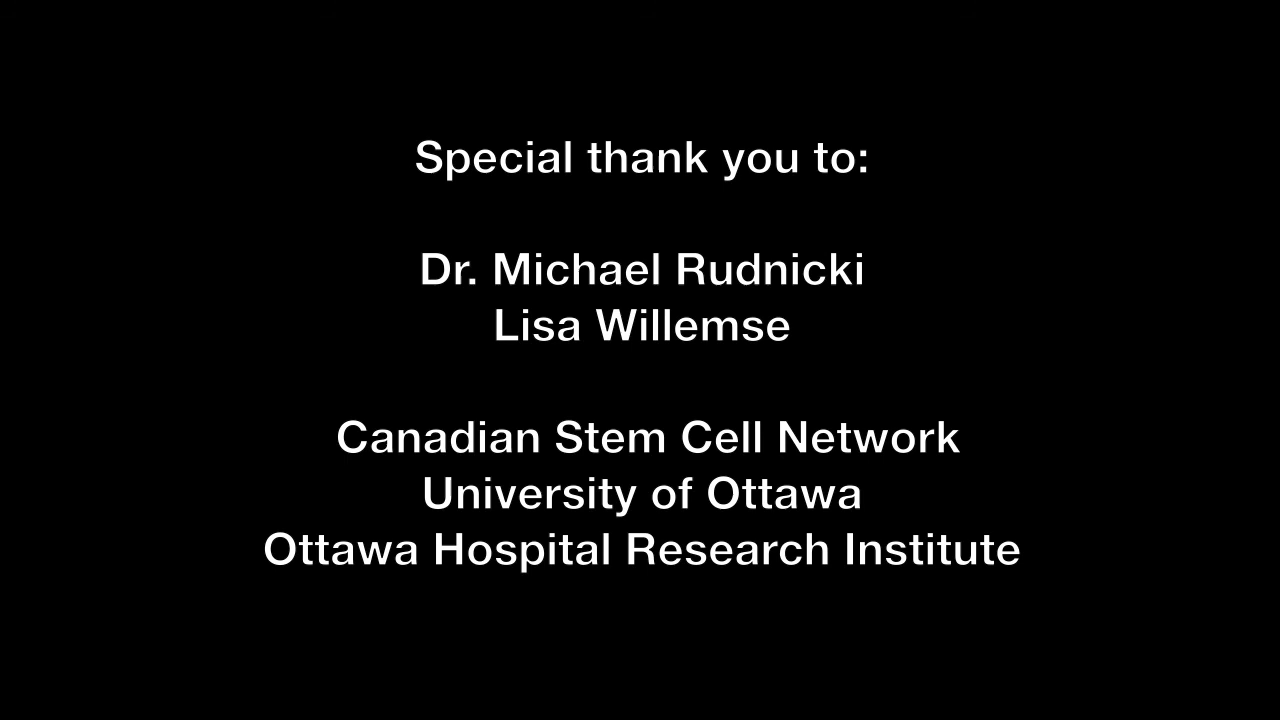 Special thank you to:
Dr. Michael Rudnicki
Lisa Willemse
Canadian Stem Cell Network
University of Ottawa
Ottawa Hospital Research Institute